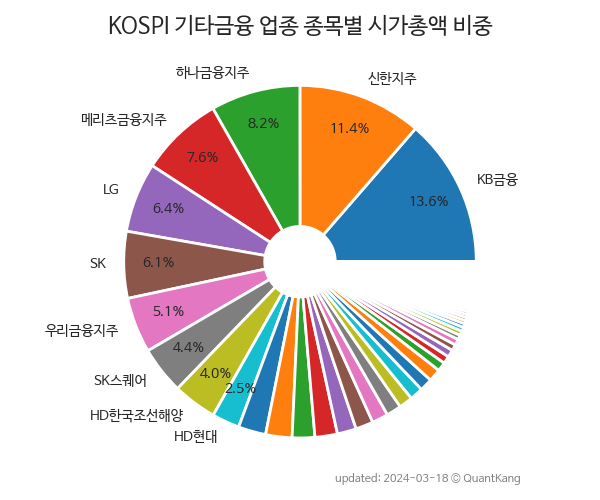 KOSPI 기타금융 업종 종목별 시가총액 비중
하나금융지주
신한지주
메리츠금융지주
8.2%
11.4%
7.6%
LG
6.4%
13.6%
KB금융
SK
6.1%
5.1%
우리금융지주
4.4%
SK스퀘어
4.0%
2.5%
HD한국조선해양
HD현대
updated: 2024-03-18 © QuantKang